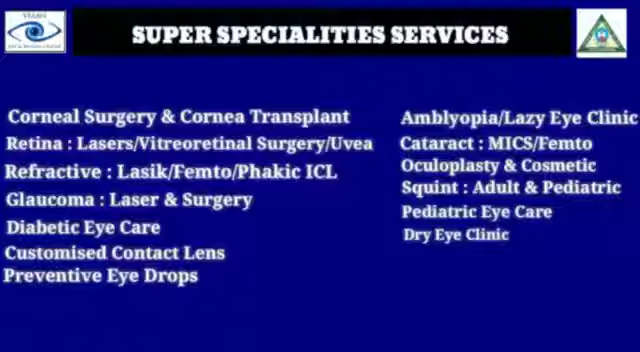 SUPER SPECIALITIES SERVICES
Corneal Surgery & Cornea Transplant
Retina : Lasers/Vitreoretinal Surgery/Uvea
Refractive : Lasik/Femto/Phakic ICL
Glaucoma : Laser & Surgery
Diabetic Eye Care
Customised Contact Lens
Preventive Eye Drops
Amblyopia/Lazy Eye Clinic
Cataract : MICS/Femto
Oculoplasty & Cosmetic
Squint : Adult & Pediatric
Pediatric Eye Care
Dry Eye Clinic